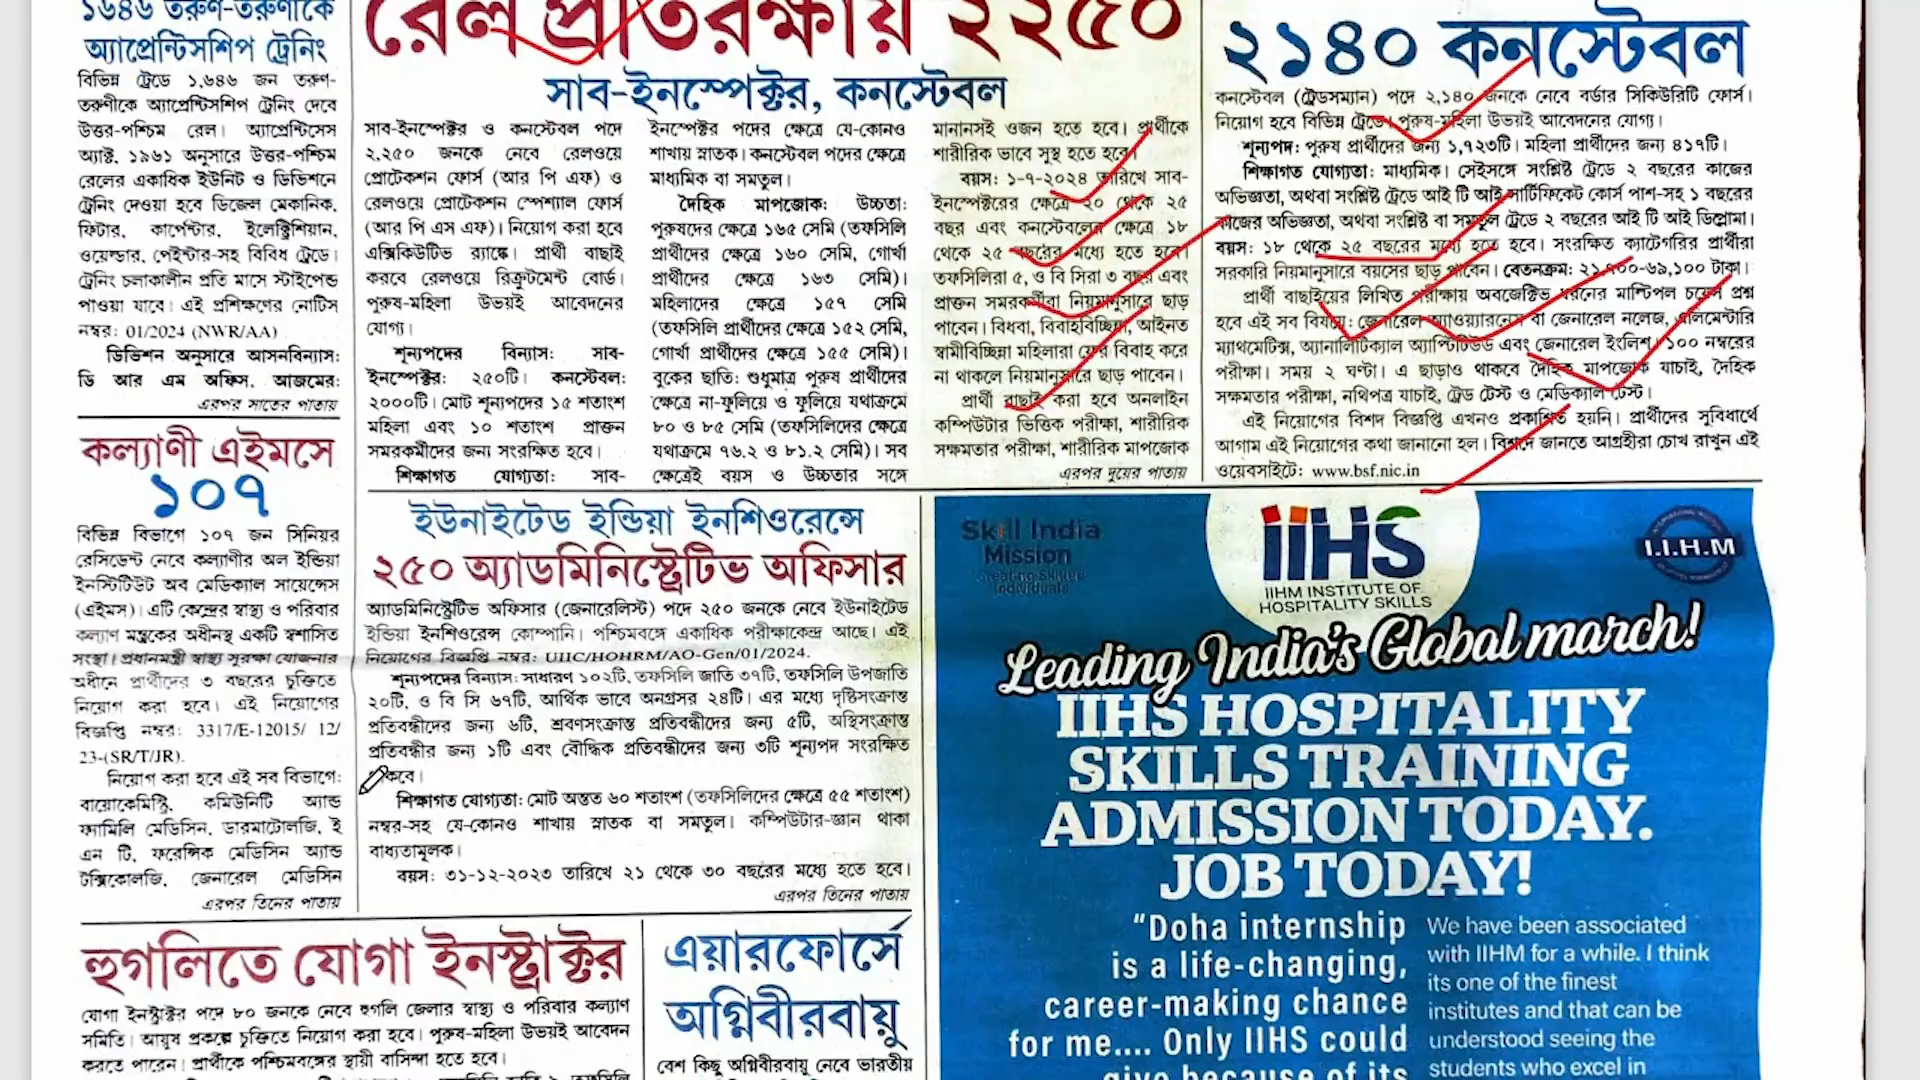 ১৬৪৬ তরুণ-তরুণীকে
অ্যাপ্রেন্টিসশিপ ট্রেনিং
বিভিন্ন ট্রেডে ১,৬৪৬ জন তরুণ-
তরুণীকে অ্যাপ্রেন্টিসশিপ ট্রেনিং দেবে
উত্তর-পশ্চিম রেল। অ্যাপ্রেন্টিসেস
অ্যাক্ট, ১৯৬১ অনুসারে উত্তর-পশ্চিম
রেলের একাধিক ইউনিট ও ডিভিশনে
ট্রেনিং দেওয়া হবে ডিজেল মেকানিক,
ফিটার, কার্পেন্টার, ইলেক্ট্রিশিয়ান,
ওয়েল্ডার, পেইন্টার-সহ বিবিধ ট্রেডে।
ট্রেনিং চলাকালীন প্রতি মাসে স্টাইপেন্ড
পাওয়া যাবে। এই প্রশিক্ষণের নোটিস
নম্বর: 01/2024 (NWR/AA)
ডিভিশন অনুসারে আসনবিন্যাস:
ডি আর এম অফিস, আজমের:
এরপর সাতের পাতায়
কল্যাণী এইমসে
১০৭
বিভিন্ন বিভাগে ১০৭ জন সিনিয়র
রেসিডেন্ট নেবে কল্যাণীর অল ইন্ডিয়া
ইনস্টিটিউট অব মেডিক্যাল সায়েন্সেস
(এইমস)। এটি কেন্দ্রের স্বাস্থ্য ও পরিবার
কল্যাণ মন্ত্রকের অধীনস্থ একটি স্বশাসিত
সংস্থা। প্রধানমন্ত্রী স্বাস্থ্য সুরক্ষা যোজনার
অধীনে প্রার্থীদের ৩ বছরের চুক্তিতে
নিয়োগ করা হবে। এই নিয়োগের
বিজ্ঞপ্তি নম্বর: 3317/E-12015/ 12/
23-(SR/T/JR).
নিয়োগ করা হবে এই সব বিভাগে:
বায়োকেমিস্ট্রি, কমিউনিটি অ্যান্ড
ফ্যামিলি মেডিসিন, ডারমাটোলজি, ই
এন টি, ফরেন্সিক মেডিসিন অ্যান্ড
টক্সিকোলজি, জেনারেল মেডিসিন
এরপর তিনের পাতায়
রেল প্রতিরক্ষায় ২২৫০
সাব-ইনস্পেক্টর, কনস্টেবল
সাব-ইনস্পেক্টর ও কনস্টেবল পদে
২,২৫০ জনকে নেবে রেলওয়ে
প্রোটেকশন ফোর্স (আর পি এফ) ও
রেলওয়ে প্রোটেকশন স্পেশ্যাল ফোর্স
(আর পি এস এফ)। নিয়োগ করা হবে
এক্সিকিউটিভ র‍্যাঙ্কে। প্রার্থী বাছাই
করবে রেলওয়ে রিক্রুটমেন্ট বোর্ড।
পুরুষ-মহিলা উভয়ই আবেদনের
যোগ্য।
শূন্যপদের বিন্যাস: সাব-
ইনস্পেক্টর: ২৫০টি। কনস্টেবল:
২০০০টি। মোট শূন্যপদের ১৫ শতাংশ
মহিলা এবং ১০ শতাংশ প্রাক্তন
সমরকর্মীদের জন্য সংরক্ষিত হবে।
শিক্ষাগত যোগ্যতা: সাব-
ইনস্পেক্টর পদের ক্ষেত্রে যে-কোনও
শাখায় স্নাতক। কনস্টেবল পদের ক্ষেত্রে
মাধ্যমিক বা সমতুল।
দৈহিক মাপজোক: উচ্চতা:
পুরুষদের ক্ষেত্রে ১৬৫ সেমি (তফসিলি
প্রার্থীদের ক্ষেত্রে ১৬০ সেমি, গোর্খা
প্রার্থীদের ক্ষেত্রে ১৬৩ সেমি)।
মহিলাদের ক্ষেত্রে ১৫৭ সেমি
(তফসিলি প্রার্থীদের ক্ষেত্রে ১৫২ সেমি,
গোর্খা প্রার্থীদের ক্ষেত্রে ১৫৫ সেমি)।
বুকের ছাতি: শুধুমাত্র পুরুষ প্রার্থীদের
ক্ষেত্রে না-ফুলিয়ে ও ফুলিয়ে যথাক্রমে
৮০ ও ৮৫ সেমি (তফসিলিদের ক্ষেত্রে
যথাক্রমে ৭৬.২ ও ৮১.২ সেমি)। সব
ক্ষেত্রেই বয়স ও উচ্চতার সঙ্গে
মানানসই ওজন হতে হবে। প্রার্থীকে
শারীরিক ভাবে সুস্থ হতে হবে।
বয়স: ১-৭-২০২৪ তারিখে সাব-
ইনস্পেক্টরের ক্ষেত্রে ২০ থেকে ২৫
বছর এবং কনস্টেবলের ক্ষেত্রে ১৮
থেকে ২৫ বছরের মধ্যে হতে হবে।
তফসিলিরা ৫, ও বি সিরা ৩ বছর এবং
প্রাক্তন সমরকর্মীরা নিয়মানুসারে ছাড়
পাবেন। বিধবা, বিবাহবিচ্ছিন্না, আইনত
স্বামীবিচ্ছিন্না মহিলারা ফের বিবাহ করে
না থাকলে নিয়মানুসারে ছাড় পাবেন।
প্রার্থী বাছাই করা হবে অনলাইন
কম্পিউটার ভিত্তিক পরীক্ষা, শারীরিক
সক্ষমতার পরীক্ষা, শারীরিক মাপজোক
এরপর দুয়ের পাতায়
২১৪০ কনস্টেবল
কনস্টেবল (ট্রেডসম্যান) পদে ২,১৪০ জনকে নেবে বর্ডার সিকিউরিটি ফোর্স।
নিয়োগ হবে বিভিন্ন ট্রেডে। পুরুষ-মহিলা উভয়ই আবেদনের যোগ্য।
শূন্যপদ: পুরুষ প্রার্থীদের জন্য ১,৭২৩টি। মহিলা প্রার্থীদের জন্য ৪১৭টি।
শিক্ষাগত যোগ্যতা: মাধ্যমিক। সেইসঙ্গে সংশ্লিষ্ট ট্রেডে ২ বছরের কাজের
অভিজ্ঞতা, অথবা সংশ্লিষ্ট ট্রেডে আই টি আই সার্টিফিকেট কোর্স পাশ-সহ ১ বছরের
কাজের অভিজ্ঞতা, অথবা সংশ্লিষ্ট বা সমতুল ট্রেডে ২ বছরের আই টি আই ডিপ্লোমা।
বয়স: ১৮ থেকে ২৫ বছরের মধ্যে হতে হবে। সংরক্ষিত ক্যাটেগরির প্রার্থীরা
সরকারি নিয়মানুসারে বয়সের ছাড় পাবেন। বেতনক্রম: ২১,৭০০-৬৯,১০০ টাকা।
প্রার্থী বাছাইয়ের লিখিত পরীক্ষায় অবজেক্টিভ ধরনের মাল্টিপল চয়েস প্রশ্ন
হবে এই সব বিষয়ে: জেনারেল অ্যাওয়্যারনেস বা জেনারেল নলেজ, এলিমেন্টারি
ম্যাথমেটিক্স, অ্যানালিটিক্যাল অ্যাপ্টিটিউড এবং জেনারেল ইংলিশ। ১০০ নম্বরের
পরীক্ষা। সময় ২ ঘণ্টা। এ ছাড়াও থাকবে দৈহিক মাপজোক যাচাই, দৈহিক
সক্ষমতার পরীক্ষা, নথিপত্র যাচাই, ট্রেড টেস্ট ও মেডিক্যাল টেস্ট।
এই নিয়োগের বিশদ বিজ্ঞপ্তি এখনও প্রকাশিত হয়নি। প্রার্থীদের সুবিধার্থে
আগাম এই নিয়োগের কথা জানানো হল। বিশদে জানতে আগ্রহীরা চোখ রাখুন এই
ওয়েবসাইটে: www.bsf.nic.in
ইউনাইটেড ইন্ডিয়া ইনশিওরেন্সে
২৫০ অ্যাডমিনিস্ট্রেটিভ অফিসার
অ্যাডমিনিস্ট্রেটিভ অফিসার (জেনারেলিস্ট) পদে ২৫০ জনকে নেবে ইউনাইটেড
ইন্ডিয়া ইনশিওরেন্স কোম্পানি। পশ্চিমবঙ্গে একাধিক পরীক্ষাকেন্দ্র আছে। এই
নিয়োগের বিজ্ঞপ্তি নম্বর: UIIC/HOHRM/AO-Gen/01/2024.
শূন্যপদের বিন্যাস: সাধারণ ১০২টি, তফসিলি জাতি ৩৭টি, তফসিলি উপজাতি
২০টি, ও বি সি ৬৭টি, আর্থিক ভাবে অনগ্রসর ২৪টি। এর মধ্যে দৃষ্টিসংক্রান্ত
প্রতিবন্ধীদের জন্য ৬টি, শ্রবণসংক্রান্ত প্রতিবন্ধীদের জন্য ৫টি, অস্থিসংক্রান্ত
প্রতিবন্ধীর জন্য ১টি এবং বৌদ্ধিক প্রতিবন্ধীদের জন্য ৩টি শূন্যপদ সংরক্ষিত
শিক্ষাগত যোগ্যতা: মোট অন্তত ৬০ শতাংশ (তফসিলিদের ক্ষেত্রে ৫৫ শতাংশ)
নম্বর-সহ যে-কোনও শাখায় স্নাতক বা সমতুল। কম্পিউটার-জ্ঞান থাকা
বাধ্যতামূলক।
বয়স: ৩১-১২-২০২৩ তারিখে ২১ থেকে ৩০ বছরের মধ্যে হতে হবে।
এরপর তিনের পাতায়
হুগলিতে যোগা ইনস্ট্রাক্টর
যোগা ইনস্ট্রাক্টর পদে ৮০ জনকে নেবে হুগলি জেলার স্বাস্থ্য ও পরিবার কল্যাণ
সমিতি। আয়ুষ প্রকল্পে চুক্তিতে নিয়োগ করা হবে। পুরুষ-মহিলা উভয়ই আবেদন
করতে পারেন। প্রার্থীকে পশ্চিমবঙ্গের স্থায়ী বাসিন্দা হতে হবে।
এয়ারফোর্সে
অগ্নিবীরবায়ু
বেশ কিছু অগ্নিবীরবায়ু নেবে ভারতীয়
Skill India
Mission
Creating Skilled
Individuals
iIHS
IIHM INSTITUTE OF
HOSPITALITY SKILLS
I.I.H.M
Leading India's Global march!
IIHS HOSPITALITY
SKILLS TRAINING
ADMISSION TODAY.
JOB TODAY!
"Doha internship
is a life-changing,
career-making chance
for me.... Only IIHS could
give because of its
We have been associated
with IIHM for a while. I think
its one of the finest
institutes and that can be
understood seeing the
students who excel in